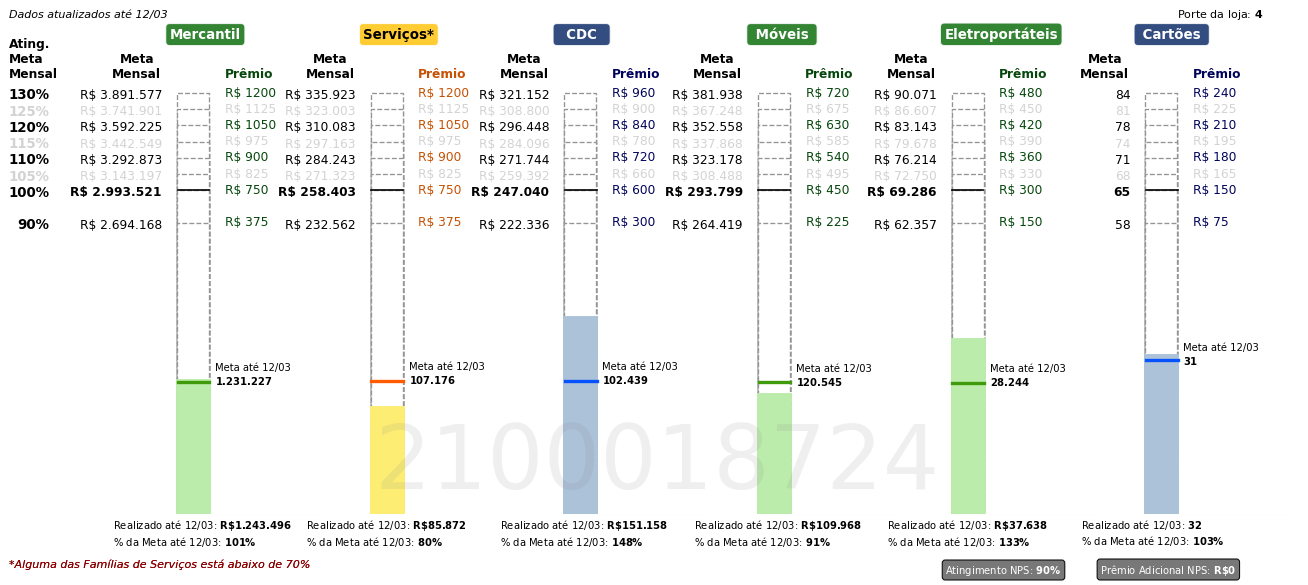 Dados atualizados até 12/03
Porte da loja: 4
Mercantil Serviços* CDC Móveis Eletroportáteis Cartões
Ating. Meta Mensal
Meta Mensal Prêmio Meta Mensal Prêmio Meta Mensal Prêmio Meta Mensal Prêmio Meta Mensal Prêmio Meta Mensal Prêmio
130% R$ 3.891.577 R$ 1200 R$ 335.923 R$ 1200 R$ 321.152 R$ 960 R$ 381.938 R$ 720 R$ 90.071 R$ 480 84 R$ 240
125% R$ 3.741.901 R$ 1125 R$ 323.003 R$ 1125 R$ 308.800 R$ 900 R$ 367.248 R$ 675 R$ 86.607 R$ 450 81 R$ 225
120% R$ 3.592.225 R$ 1050 R$ 310.083 R$ 1050 R$ 296.448 R$ 840 R$ 352.558 R$ 630 R$ 83.143 R$ 420 78 R$ 210
115% R$ 3.442.549 R$ 975 R$ 297.163 R$ 975 R$ 284.096 R$ 780 R$ 337.868 R$ 585 R$ 79.678 R$ 390 74 R$ 195
110% R$ 3.292.873 R$ 900 R$ 284.243 R$ 900 R$ 271.744 R$ 720 R$ 323.178 R$ 540 R$ 76.214 R$ 360 71 R$ 180
105% R$ 3.143.197 R$ 825 R$ 271.323 R$ 825 R$ 259.392 R$ 660 R$ 308.488 R$ 495 R$ 72.750 R$ 330 68 R$ 165
100% R$ 2.993.521 R$ 750 R$ 258.403 R$ 750 R$ 247.040 R$ 600 R$ 293.799 R$ 450 R$ 69.286 R$ 300 65 R$ 150
90% R$ 2.694.168 R$ 375 R$ 232.562 R$ 375 R$ 222.336 R$ 300 R$ 264.419 R$ 225 R$ 62.357 R$ 150 58 R$ 75
Meta até 12/03 Meta até 12/03 Meta até 12/03 Meta até 12/03 Meta até 12/03 Meta até 12/03
1.231.227 107.176 102.439 120.545 28.244 31
2100018724
Realizado até 12/03: R$1.243.496 Realizado até 12/03: R$85.872 Realizado até 12/03: R$151.158 Realizado até 12/03: R$109.968 Realizado até 12/03: R$37.638 Realizado até 12/03: 32
% da Meta até 12/03: 101% % da Meta até 12/03: 80% % da Meta até 12/03: 148% % da Meta até 12/03: 91% % da Meta até 12/03: 133% % da Meta até 12/03: 103%
*Alguma das Famílias de Serviços está abaixo de 70%
Atingimento NPS: 90% Prêmio Adicional NPS: R$0